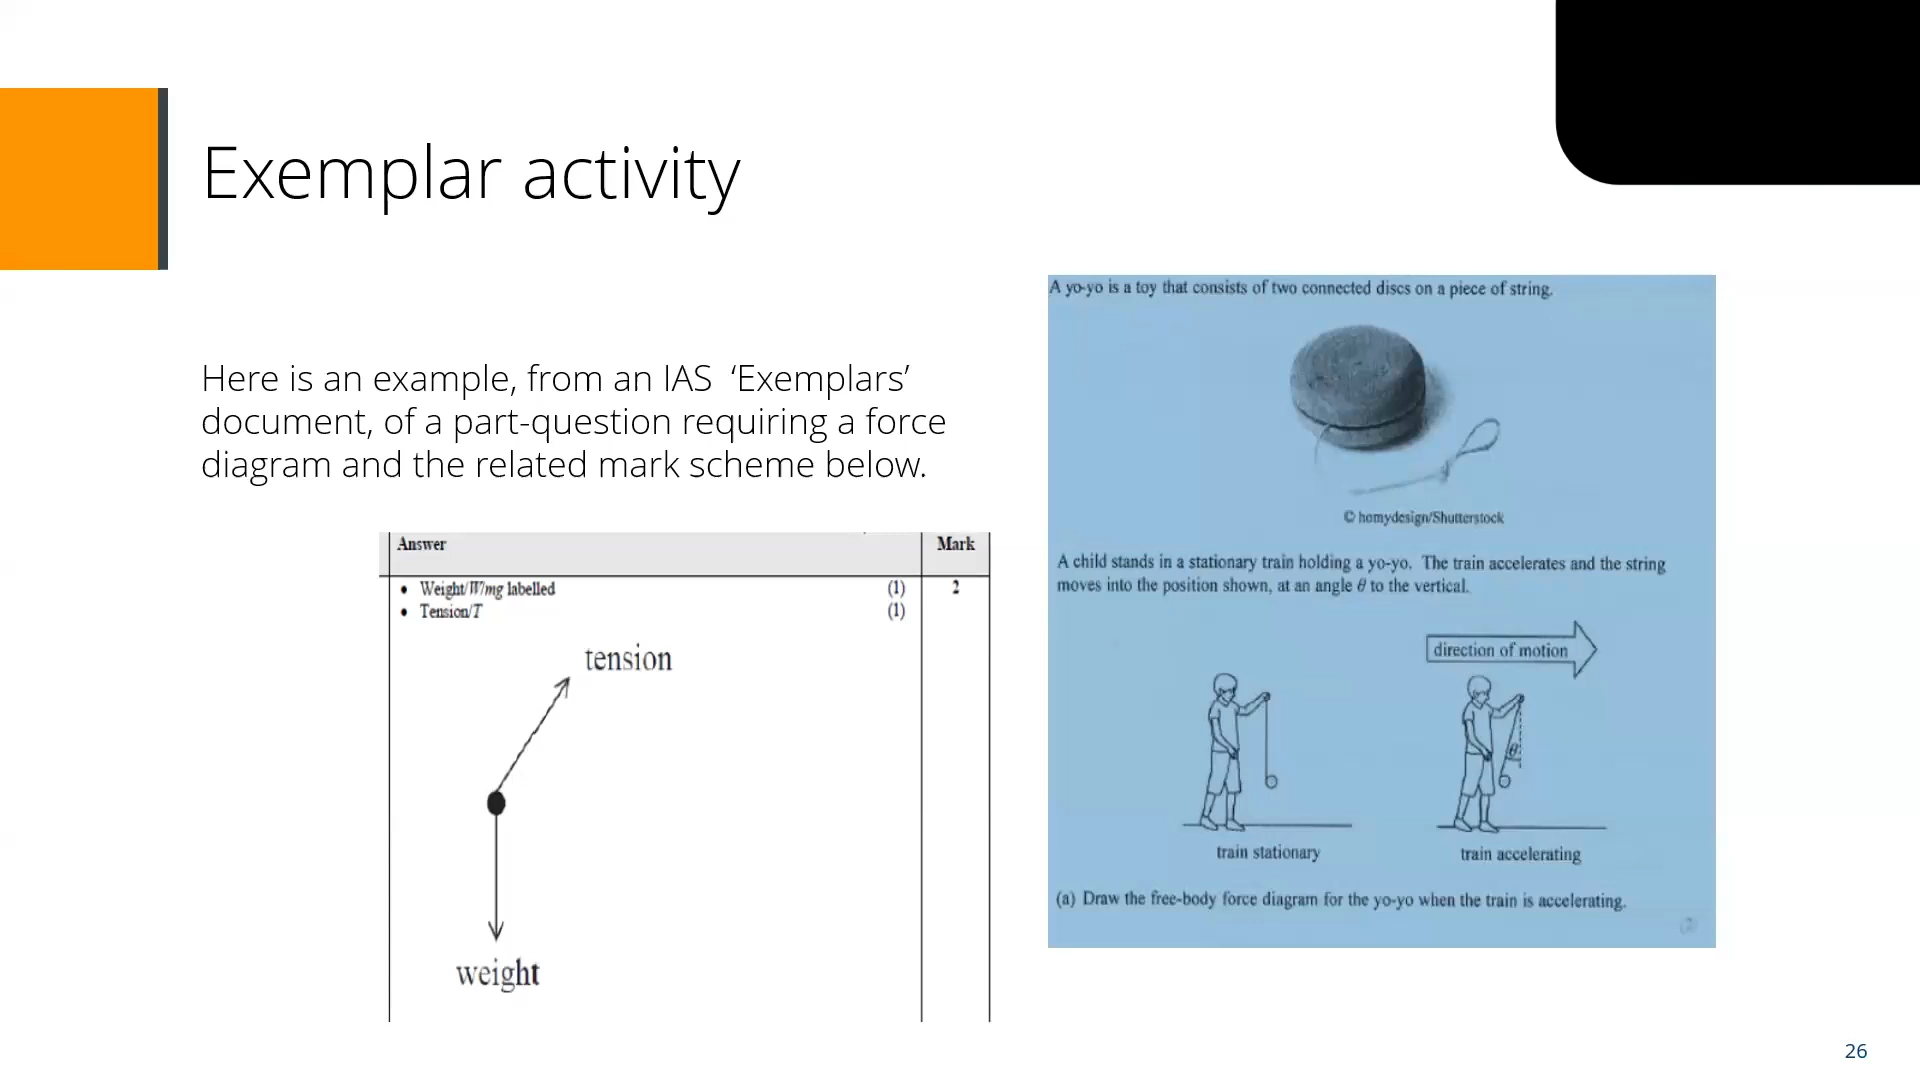 Exemplar activity
Here is an example, from an IAS ‘Exemplars’
document, of a part-question requiring a force
diagram and the related mark scheme below.
Answer Mark
• Weight/W/mg labelled (1) 2
• Tension/T (1)
tension
weight
A yo-yo is a toy that consists of two connected discs on a piece of string.
© homydesign/Shutterstock
A child stands in a stationary train holding a yo-yo. The train accelerates and the string
moves into the position shown, at an angle θ to the vertical.
direction of motion
θ
train stationary
train accelerating
(a) Draw the free-body force diagram for the yo-yo when the train is accelerating.
(2)
26